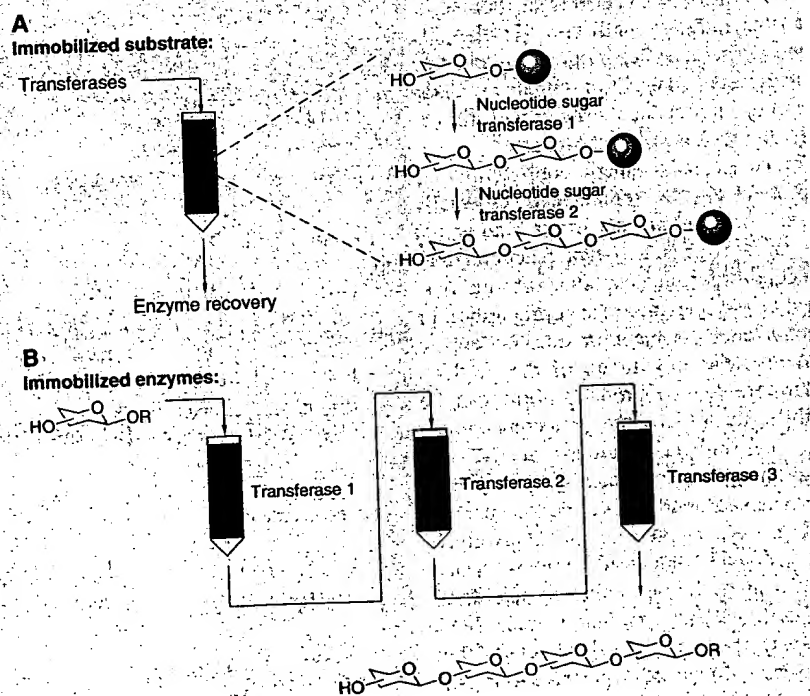 A
Immobilized substrate:
Transferases
HO O O
Nucleotide sugar
transferase 1
HO O O O O
Nucleotide sugar
transferase 2
HO O O O O O O
Enzyme recovery
B
Immobilized enzymes:
HO O OR
Transferase 1
Transferase 2
Transferase 3
HO O O O O O O O OR